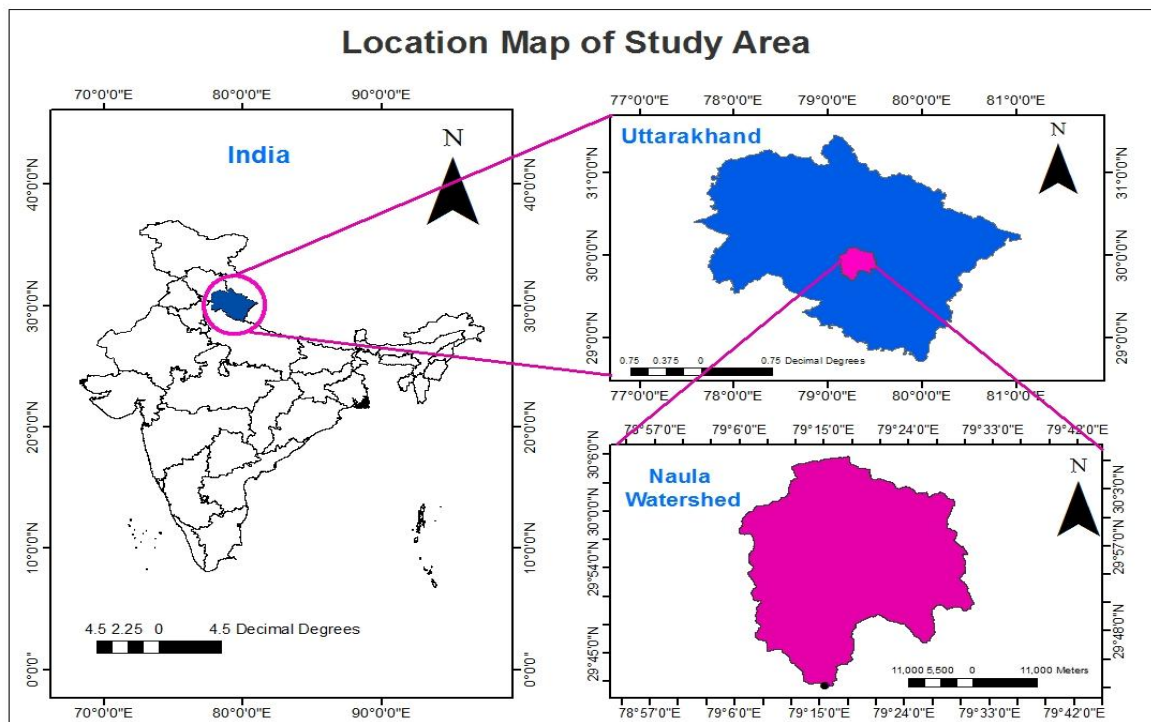 Location Map of Study Area
70°0'0"E 80°0'0"E 90°0'0"E
India
N
40°0'0"N 40°0'0"N
30°0'0"N 30°0'0"N
20°0'0"N 20°0'0"N
10°0'0"N 10°0'0"N
0°0'0" 0°0'0"
4.5 2.25 0 4.5 Decimal Degrees
70°0'0"E 80°0'0"E 90°0'0"E
77°0'0"E 78°0'0"E 79°0'0"E 80°0'0"E 81°0'0"E
Uttarakhand
N
31°0'0"N 31°0'0"N
30°0'0"N 30°0'0"N
29°0'0"N 29°0'0"N
0.75 0.375 0 0.75 Decimal Degrees
77°0'0"E 78°0'0"E 79°0'0"E 80°0'0"E 81°0'0"E
78°57'0"E 79°6'0"E 79°15'0"E 79°24'0"E 79°33'0"E 79°42'0"E
Naula
Watershed
N
30°6'0"N 30°3'0"N
30°0'0"N 29°57'0"N
29°54'0"N
29°48'0"N
29°45'0"N
11,000 5,500 0 11,000 Meters
78°57'0"E 79°6'0"E 79°15'0"E 79°24'0"E 79°33'0"E 79°42'0"E